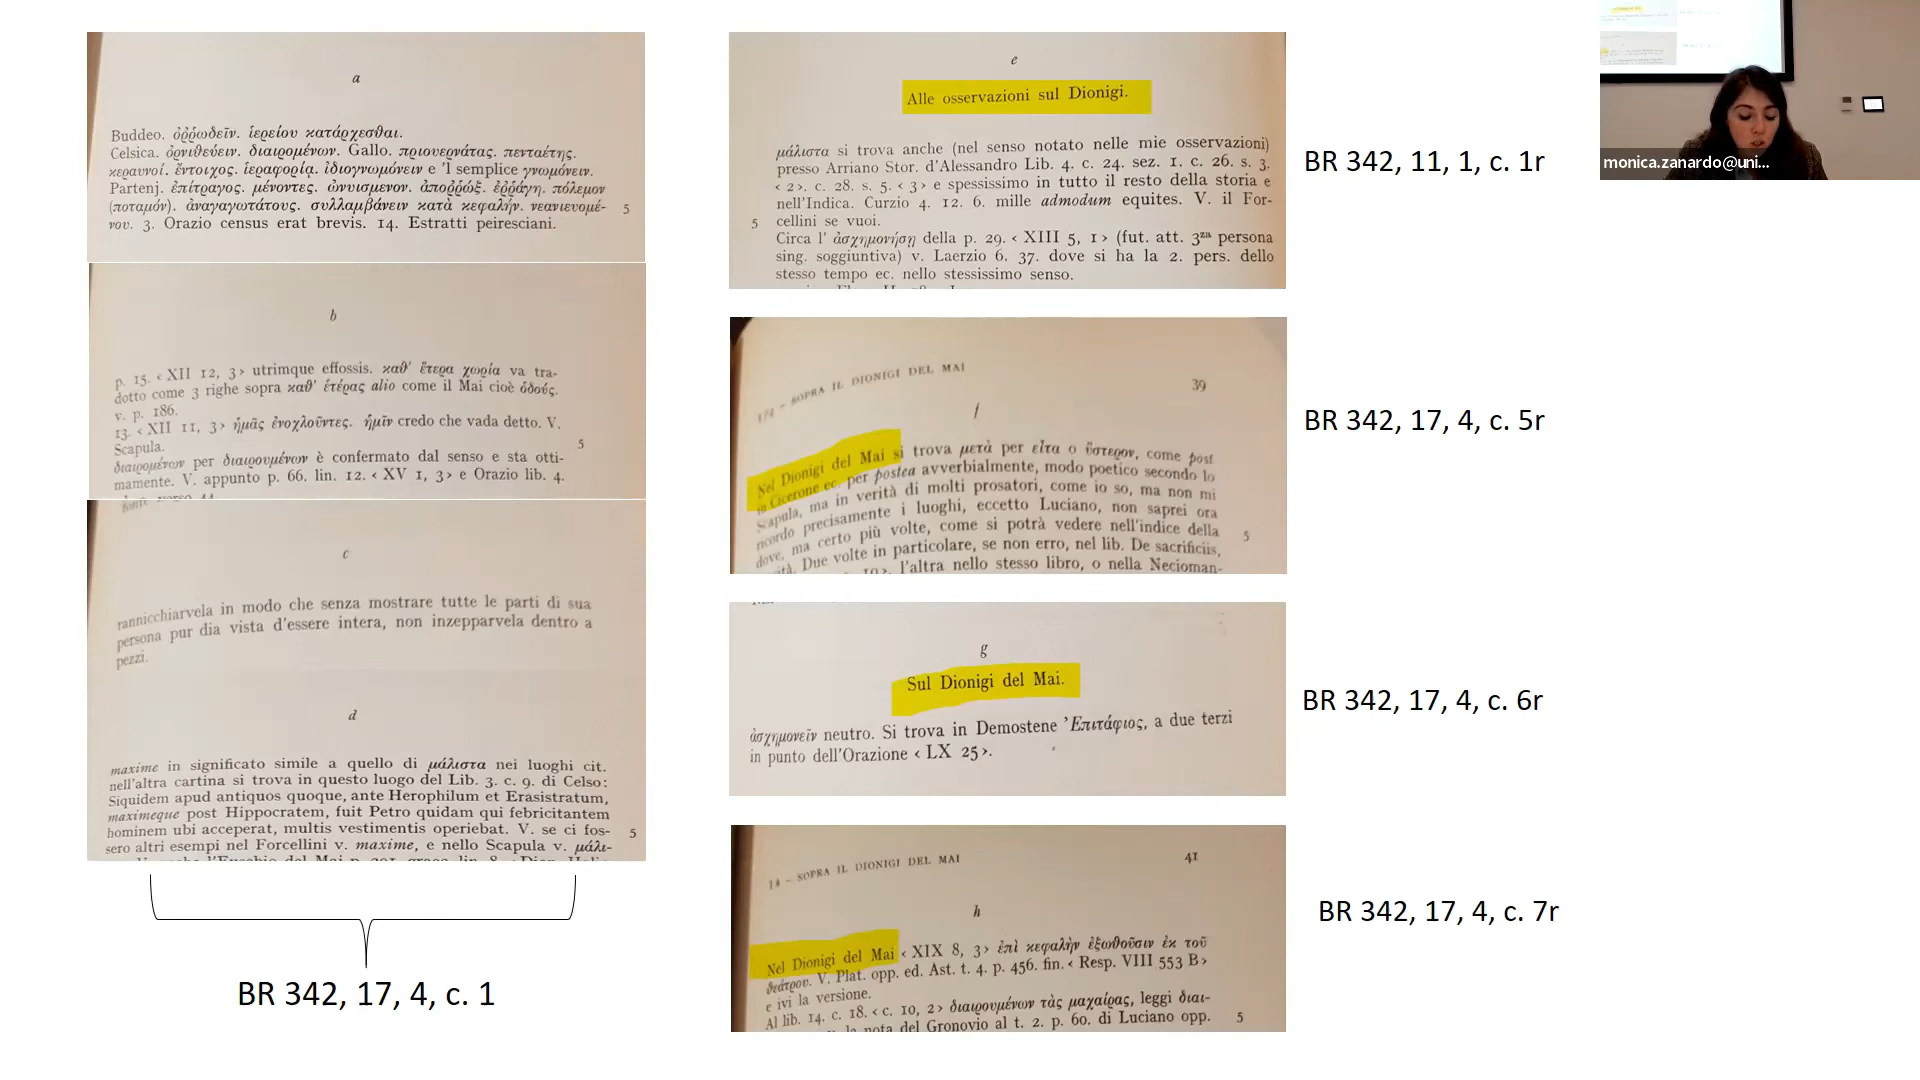 a
Buddeo. ὀῤῥωδεῖν. ἱερείου κατάρχεσθαι.
Celsica. ὀρνιθεύειν. διαιρομένων. Gallo. πριουερνάτας. πενταέτης.
κεραυνοί. ἔντοιχος. ἱεραφορία. ἰδιογνωμόνειν e 'l semplice γνωμόνειν.
Partenj. ἐπίτραγος. μένοντες. ὠνυισμενον. ἀποῤῥώξ. ἐῤῥάγη. πόλεμον
(ποταμόν). ἀναγαγωτάτους. συλλαμβάνειν κατὰ κεφαλήν. νεανιευομέ- 5
νου. 3. Orazio census erat brevis. 14. Estratti peiresciani.
b
p. 15. ‹ XII 12, 3 › utrimque effossis. καθ' ἕτερα χωρία va tra-
dotto come 3 righe sopra καθ' ἑτέρας alio come il Mai cioè ὁδούς.
v. p. 186.
13. ‹ XII 11, 3 › ἡμᾶς ἐνοχλοῦντες. ἡμῖν credo che vada detto. V.
Scapula. 5
διαιρομένων per διαιρουμένων è confermato dal senso e sta otti-
mamente. V. appunto p. 66. lin. 12. ‹ XV 1, 3 › e Orazio lib. 4.
c
rannicchiarvela in modo che senza mostrare tutte le parti di sua
persona pur dia vista d'essere intera, non inzepparvela dentro a
pezzi.
d
maxime in significato simile a quello di μάλιστα nei luoghi cit.
nell'altra cartina si trova in questo luogo del Lib. 3. c. 9. di Celso:
Siquidem apud antiquos quoque, ante Herophilum et Erasistratum,
maximeque post Hippocratem, fuit Petro quidam qui febricitantem
hominem ubi acceperat, multis vestimentis operiebat. V. se ci fos- 5
sero altri esempi nel Forcellini v. maxime, e nello Scapula v. μάλι-
BR 342, 17, 4, c. 1
e
Alle osservazioni sul Dionigi.
μάλιστα si trova anche (nel senso notato nelle mie osservazioni)
presso Arriano Stor. d'Alessandro Lib. 4. c. 24. sez. 1. c. 26. s. 3.
‹ 2 ›. c. 28. s. 5. ‹ 3 › e spessissimo in tutto il resto della storia e
nell'Indica. Curzio 4. 12. 6. mille admodum equites. V. il For-
5 cellini se vuoi.
Circa l' ἀσχημονήσῃ della p. 29. ‹ XIII 5, 1 › (fut. att. 3za persona
sing. soggiuntiva) v. Laerzio 6. 37. dove si ha la 2. pers. dello
stesso tempo ec. nello stessissimo senso.
BR 342, 11, 1, c. 1r
SOPRA IL DIONIGI DEL MAI 39
f
Nel Dionigi del Mai si trova μετὰ per εἶτα o ὕστερον, come post
in Cicerone ec. per postea avverbialmente, modo poetico secondo lo
Scapula, ma in verità di molti prosatori, come io so, ma non mi
ricordo precisamente i luoghi, eccetto Luciano, non saprei ora
dove, ma certo più volte, come si potrà vedere nell'indice della 5
Due volte in particolare, se non erro, nel lib. De sacrificiis,
l'altra nello stesso libro, o nella Necioman-
BR 342, 17, 4, c. 5r
g
Sul Dionigi del Mai.
ἀσχημονεῖν neutro. Si trova in Demostene Ἐπιτάφιος, a due terzi
in punto dell'Orazione ‹ LX 25 ›.
BR 342, 17, 4, c. 6r
SOPRA IL DIONIGI DEL MAI 41
h
Nel Dionigi del Mai ‹ XIX 8, 3 › ἐπὶ κεφαλὴν ἐξωθοῦσιν ἐκ τοῦ
θεάτρου. V. Plat. opp. ed. Ast. t. 4. p. 456. fin. ‹ Resp. VIII 553 B ›
e ivi la versione.
Al lib. 14. c. 18. ‹ c. 10, 2 › διαιρουμένων τὰς μαχαίρας, leggi διαι-
la nota del Gronovio al t. 2. p. 60. di Luciano opp. 5
BR 342, 17, 4, c. 7r
monica.zanardo@uni...